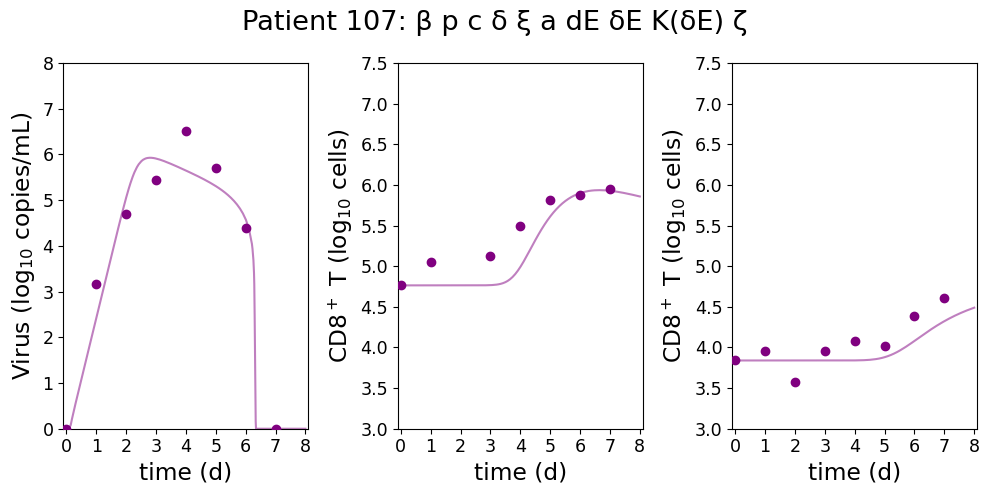 Patient 107: β p c δ ξ a dE δE K(δE) ζ
Virus (log₁₀ copies/mL)
8
7
6
5
4
3
2
1
0
0 1 2 3 4 5 6 7 8
time (d)
CD8⁺ T (log₁₀ cells)
7.5
7.0
6.5
6.0
5.5
5.0
4.5
4.0
3.5
3.0
0 1 2 3 4 5 6 7 8
time (d)
CD8⁺ T (log₁₀ cells)
7.5
7.0
6.5
6.0
5.5
5.0
4.5
4.0
3.5
3.0
0 1 2 3 4 5 6 7 8
time (d)